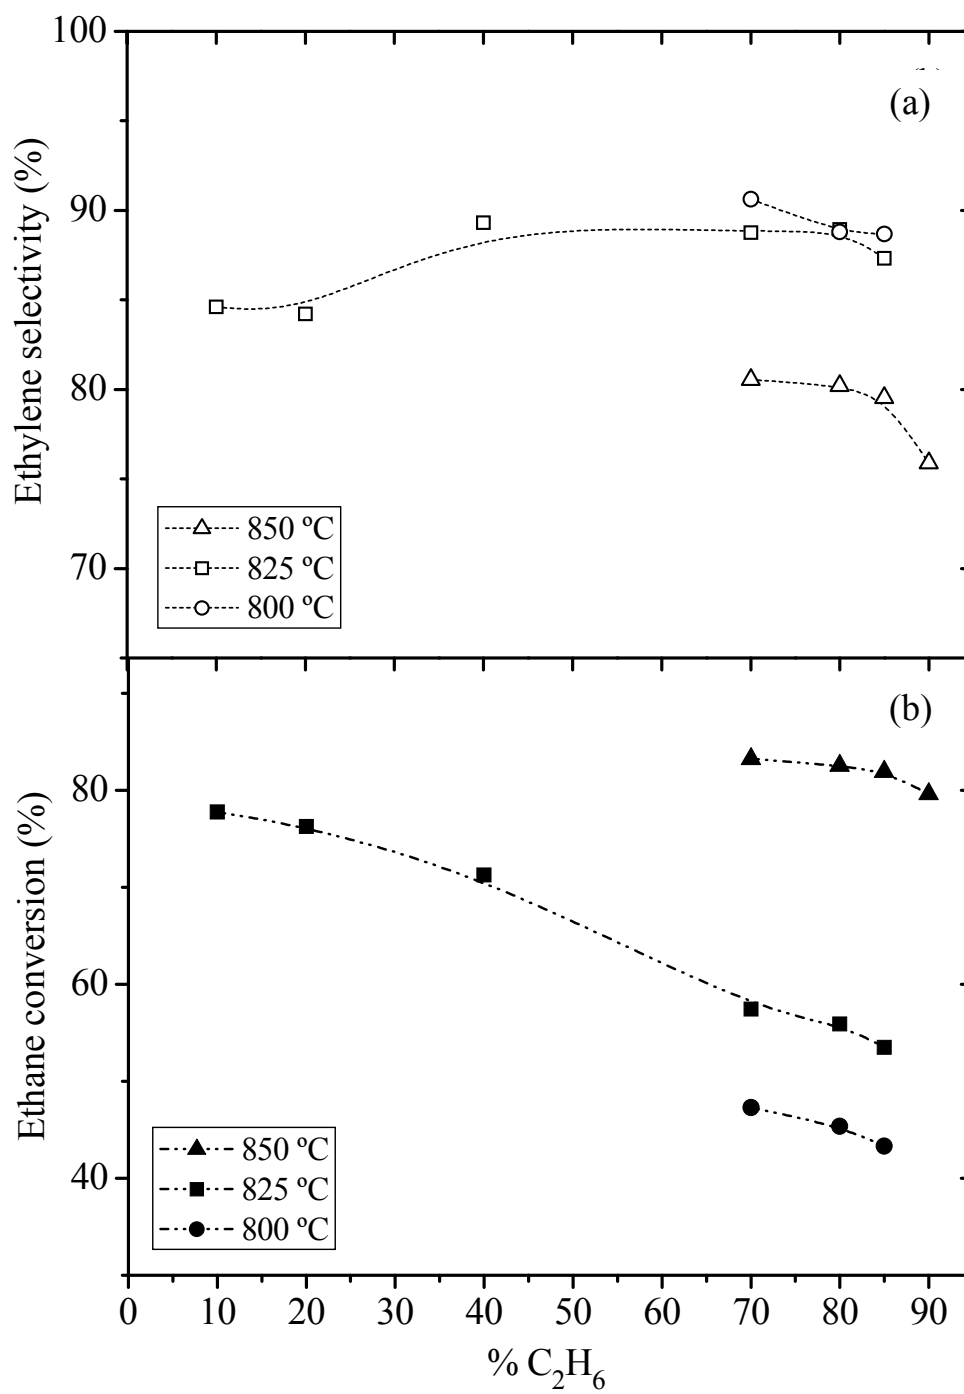 100
(a)
90
Ethylene selectivity (%)
80
850 ºC
825 ºC
800 ºC
70
(b)
80
Ethane conversion (%)
60
850 ºC
825 ºC
800 ºC
40
0 10 20 30 40 50 60 70 80 90
% C₂H₆